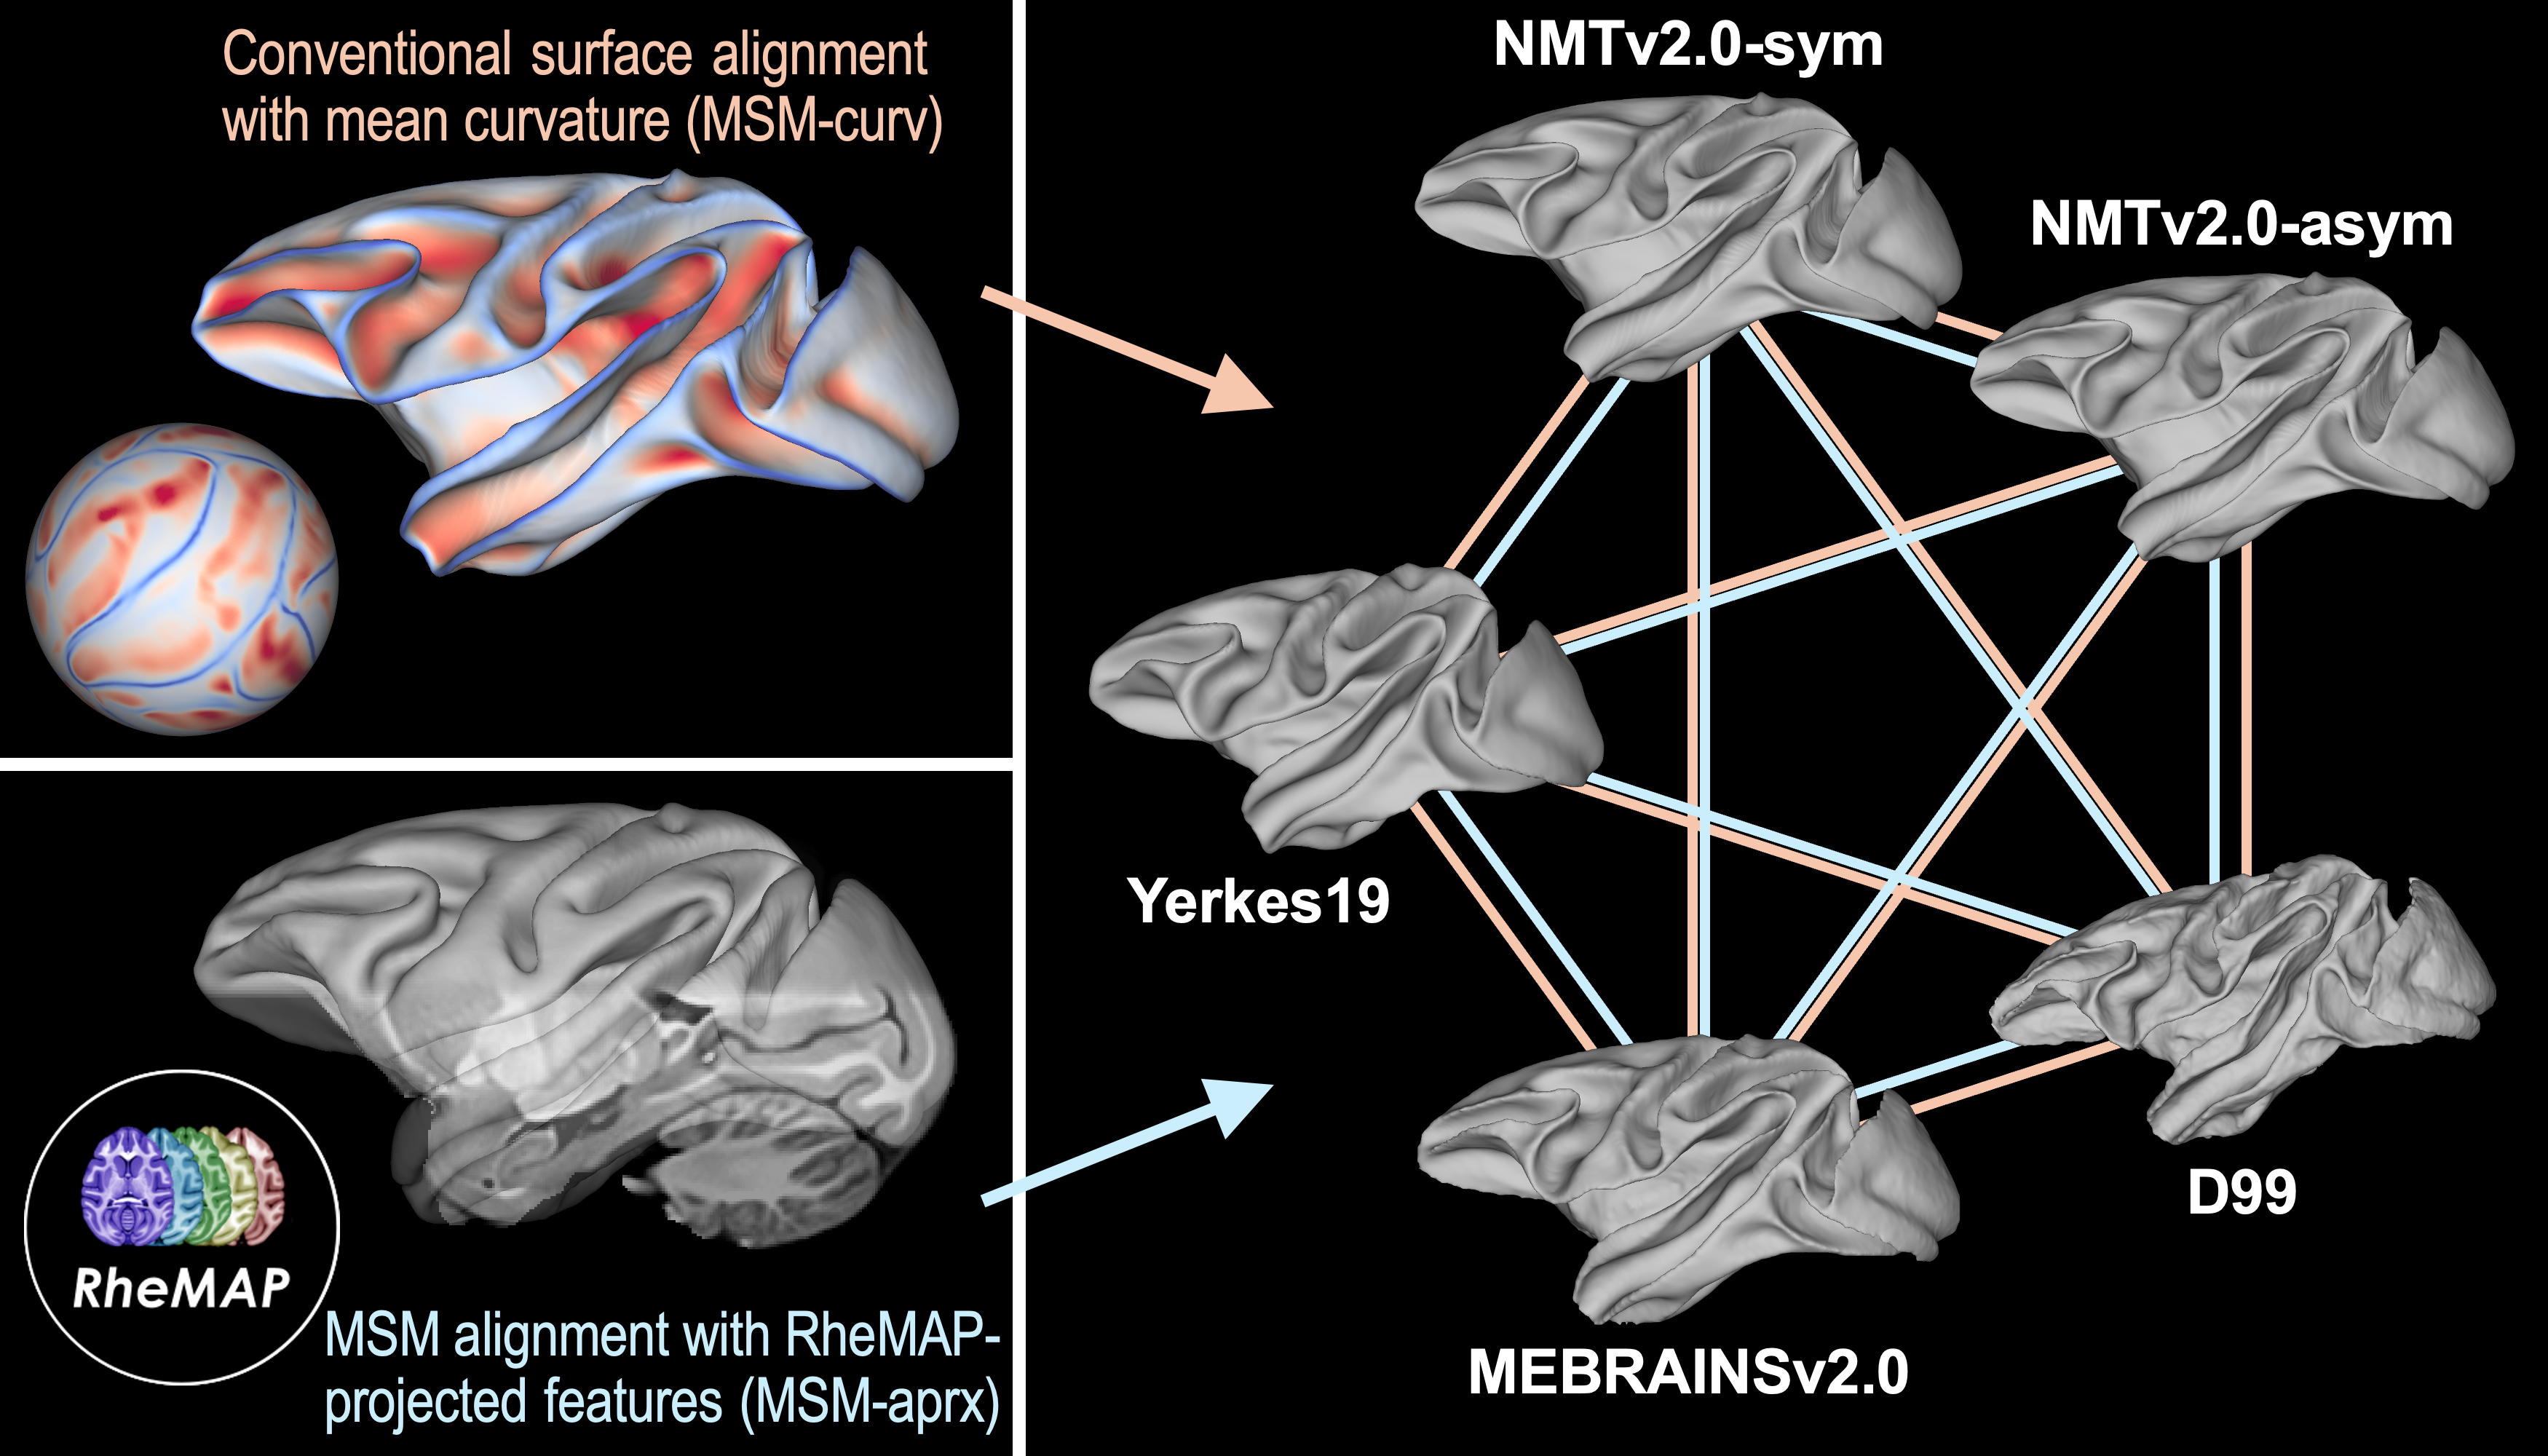 Conventional surface alignment
with mean curvature (MSM-curv)
RheMAP
MSM alignment with RheMAP-
projected features (MSM-aprx)
NMTv2.0-sym
NMTv2.0-asym
Yerkes19
D99
MEBRAINSv2.0